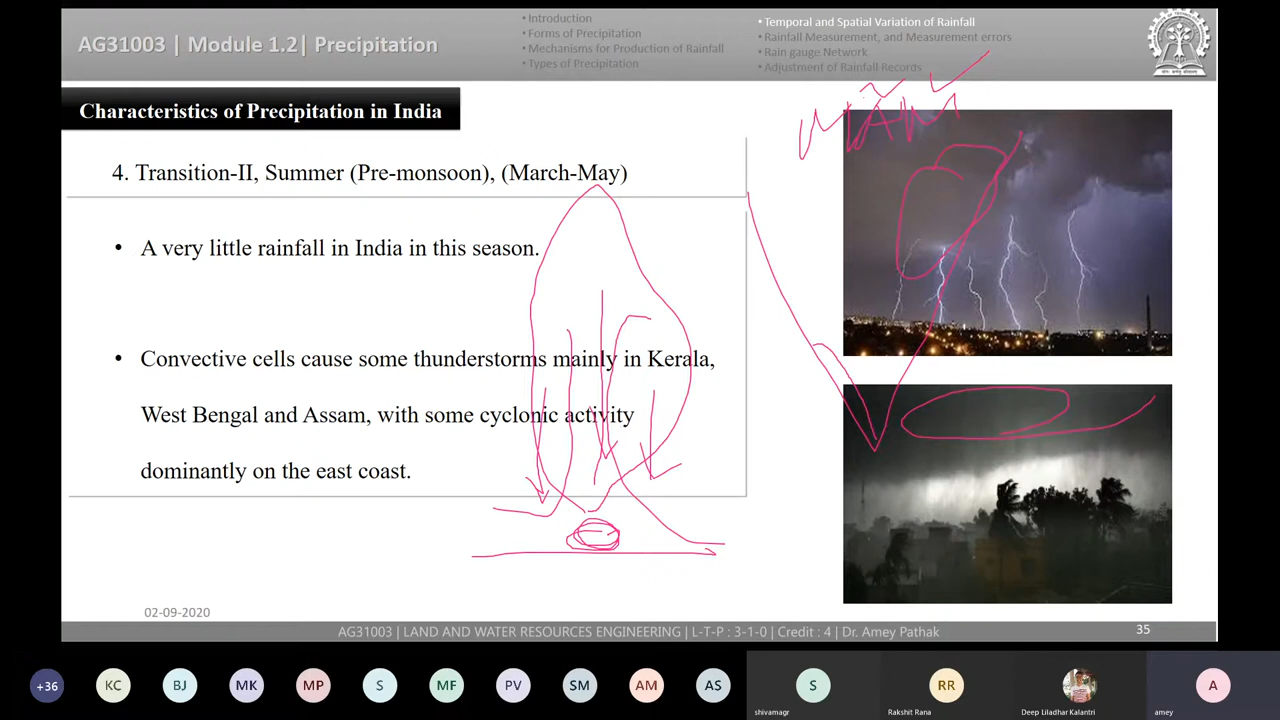 AG31003 | Module 1.2| Precipitation
•Introduction
•Forms of Precipitation
•Mechanisms for Production of Rainfall
•Types of Precipitation
•Temporal and Spatial Variation of Rainfall
•Rainfall Measurement, and Measurement errors
•Rain gauge Network
•Adjustment of Rainfall Records
Characteristics of Precipitation in India
4. Transition-II, Summer (Pre-monsoon), (March-May)
• A very little rainfall in India in this season.
• Convective cells cause some thunderstorms mainly in Kerala,
West Bengal and Assam, with some cyclonic activity
dominantly on the east coast.
02-09-2020
AG31003 | LAND AND WATER RESOURCES ENGINEERING | L-T-P : 3-1-0 | Credit : 4 | Dr. Amey Pathak
35
+36
KC
BJ
MK
MP
S
MF
PV
SM
AM
AS
S
shivamagr
RR
Rakshit Rana
Deep Liladhar Kalantri
A
amey